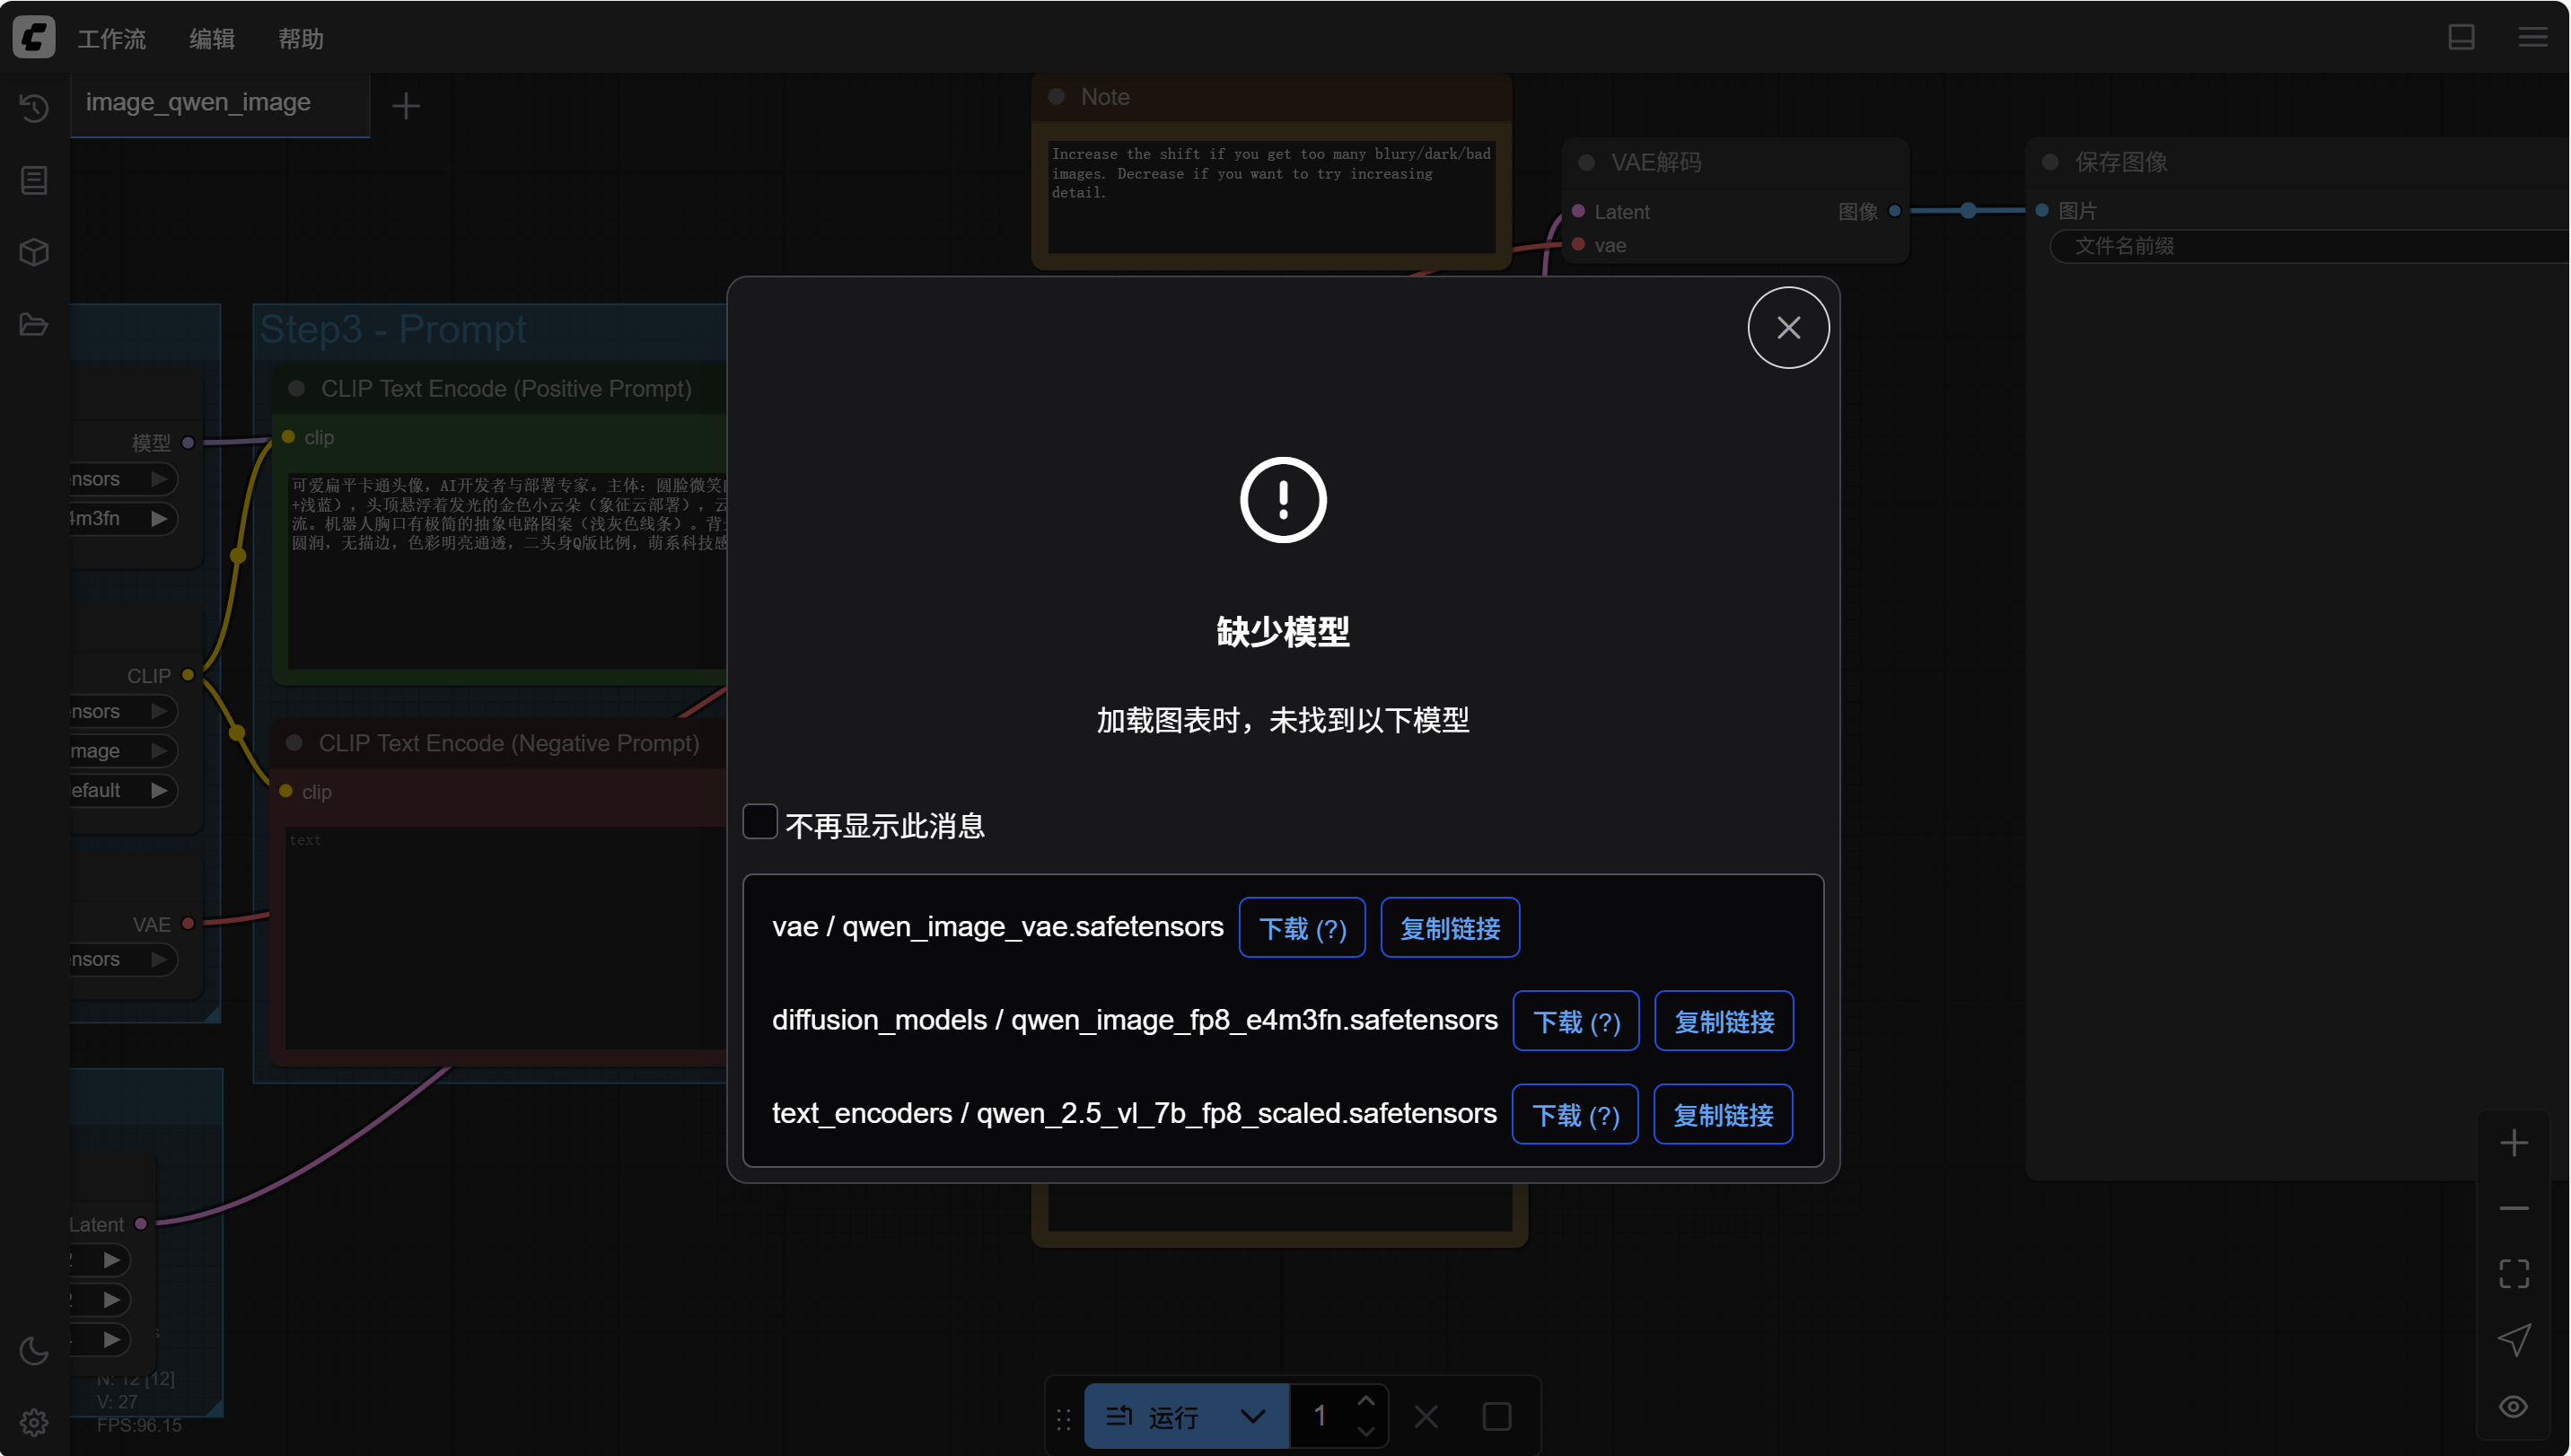 工作流 编辑 帮助
image_qwen_image
Note
Increase the shift if you get too many blury/dark/bad
images. Decrease if you want to try increasing
detail.
VAE解码
Latent 图像
vae
保存图像
图片
文件名前缀
Step3 - Prompt
CLIP Text Encode (Positive Prompt)
模型
clip
nsors
4m3fn
可爱扁平卡通头像，AI开发者与部署专家。主体：圆脸微笑
+浅蓝），头顶悬浮着发光的金色小云朵（象征云部署），云
流。机器人胸口有极简的抽象电路图案（浅灰色线条）。背
圆润，无描边，色彩明亮通透，二头身Q版比例，萌系科技感
CLIP
nsors
mage
efault
CLIP Text Encode (Negative Prompt)
clip
text
VAE
nsors
Latent
N: 12 [12]
V: 27
FPS:96.15
缺少模型
加载图表时，未找到以下模型
不再显示此消息
vae / qwen_image_vae.safetensors 下载 (?) 复制链接
diffusion_models / qwen_image_fp8_e4m3fn.safetensors 下载 (?) 复制链接
text_encoders / qwen_2.5_vl_7b_fp8_scaled.safetensors 下载 (?) 复制链接
运行 1